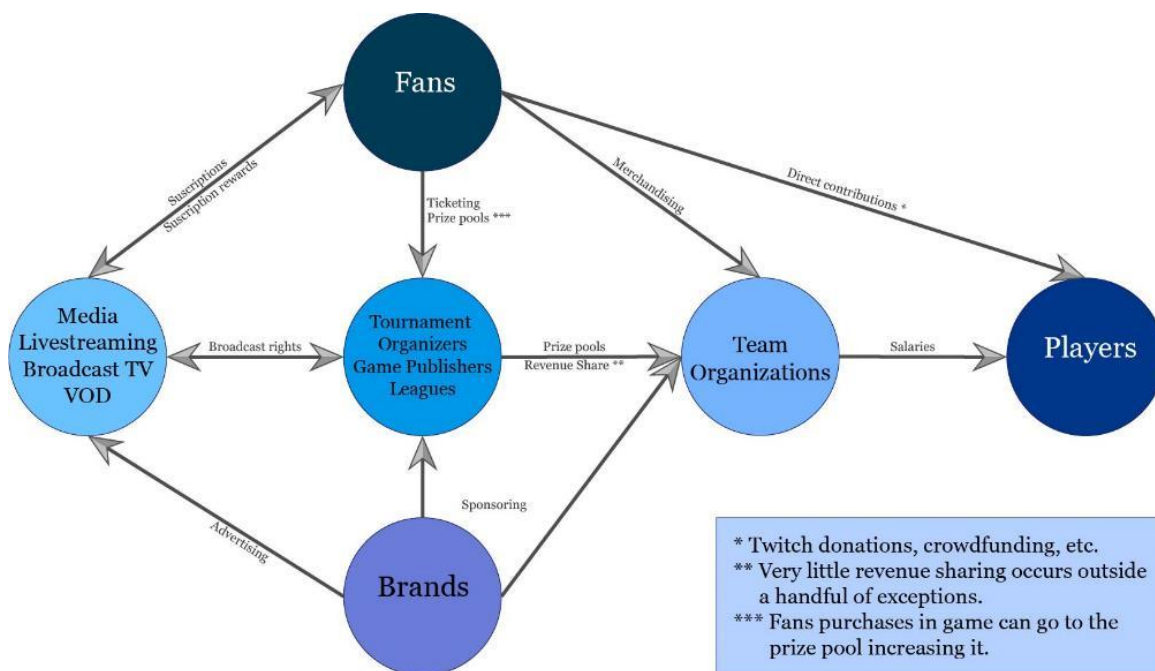 Fans
Suscriptions
Suscription rewards
Ticketing
Prize pools ***
Merchandising
Direct contributions *
Media
Livestreaming
Broadcast TV
VOD
Broadcast rights
Tournament
Organizers
Game Publishers
Leagues
Prize pools
Revenue Share **
Team
Organizations
Salaries
Players
Advertising
Sponsoring
Brands
* Twitch donations, crowdfunding, etc.
** Very little revenue sharing occurs outside
a handful of exceptions.
*** Fans purchases in game can go to the
prize pool increasing it.